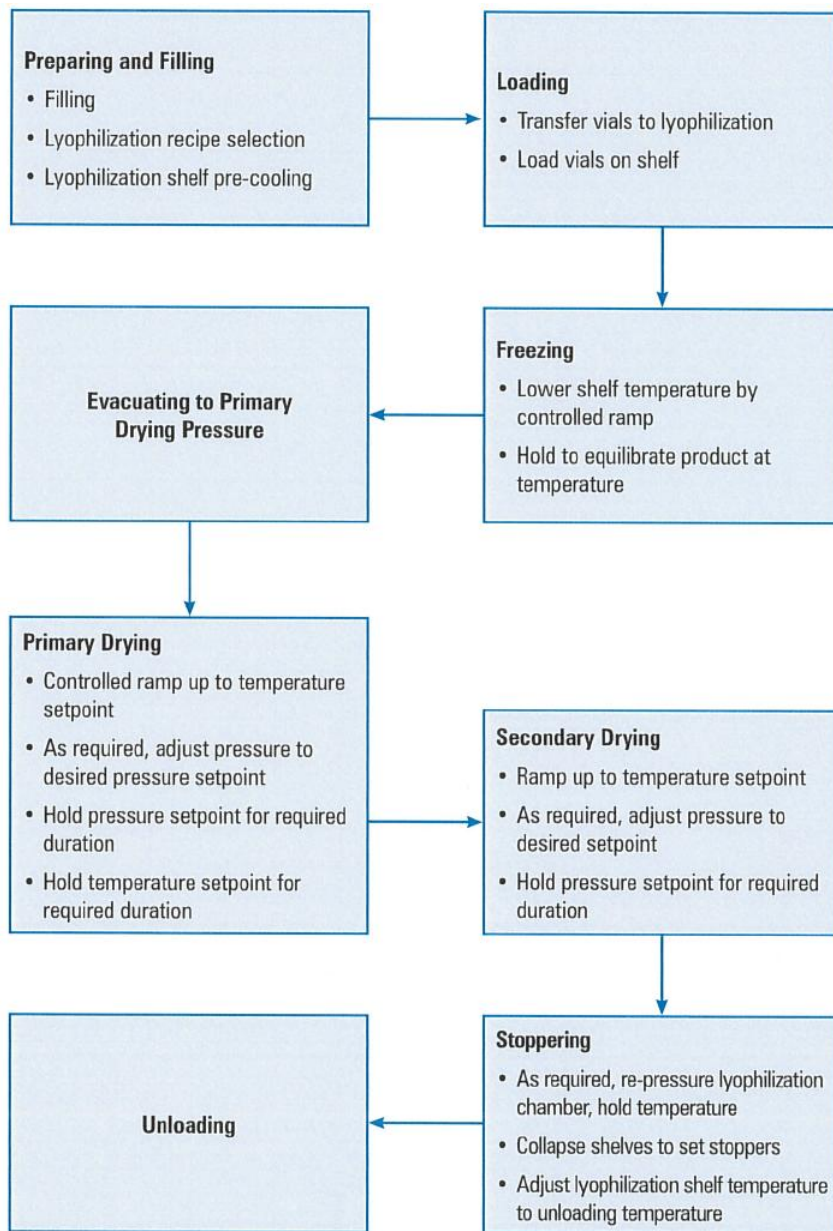 Preparing and Filling
• Filling
• Lyophilization recipe selection
• Lyophilization shelf pre-cooling
Loading
• Transfer vials to lyophilization
• Load vials on shelf
Freezing
• Lower shelf temperature by
controlled ramp
• Hold to equilibrate product at
temperature
Evacuating to Primary
Drying Pressure
Primary Drying
• Controlled ramp up to temperature
setpoint
• As required, adjust pressure to
desired pressure setpoint
• Hold pressure setpoint for required
duration
• Hold temperature setpoint for
required duration
Secondary Drying
• Ramp up to temperature setpoint
• As required, adjust pressure to
desired setpoint
• Hold pressure setpoint for required
duration
Stoppering
• As required, re-pressure lyophilization
chamber, hold temperature
• Collapse shelves to set stoppers
• Adjust lyophilization shelf temperature
to unloading temperature
Unloading